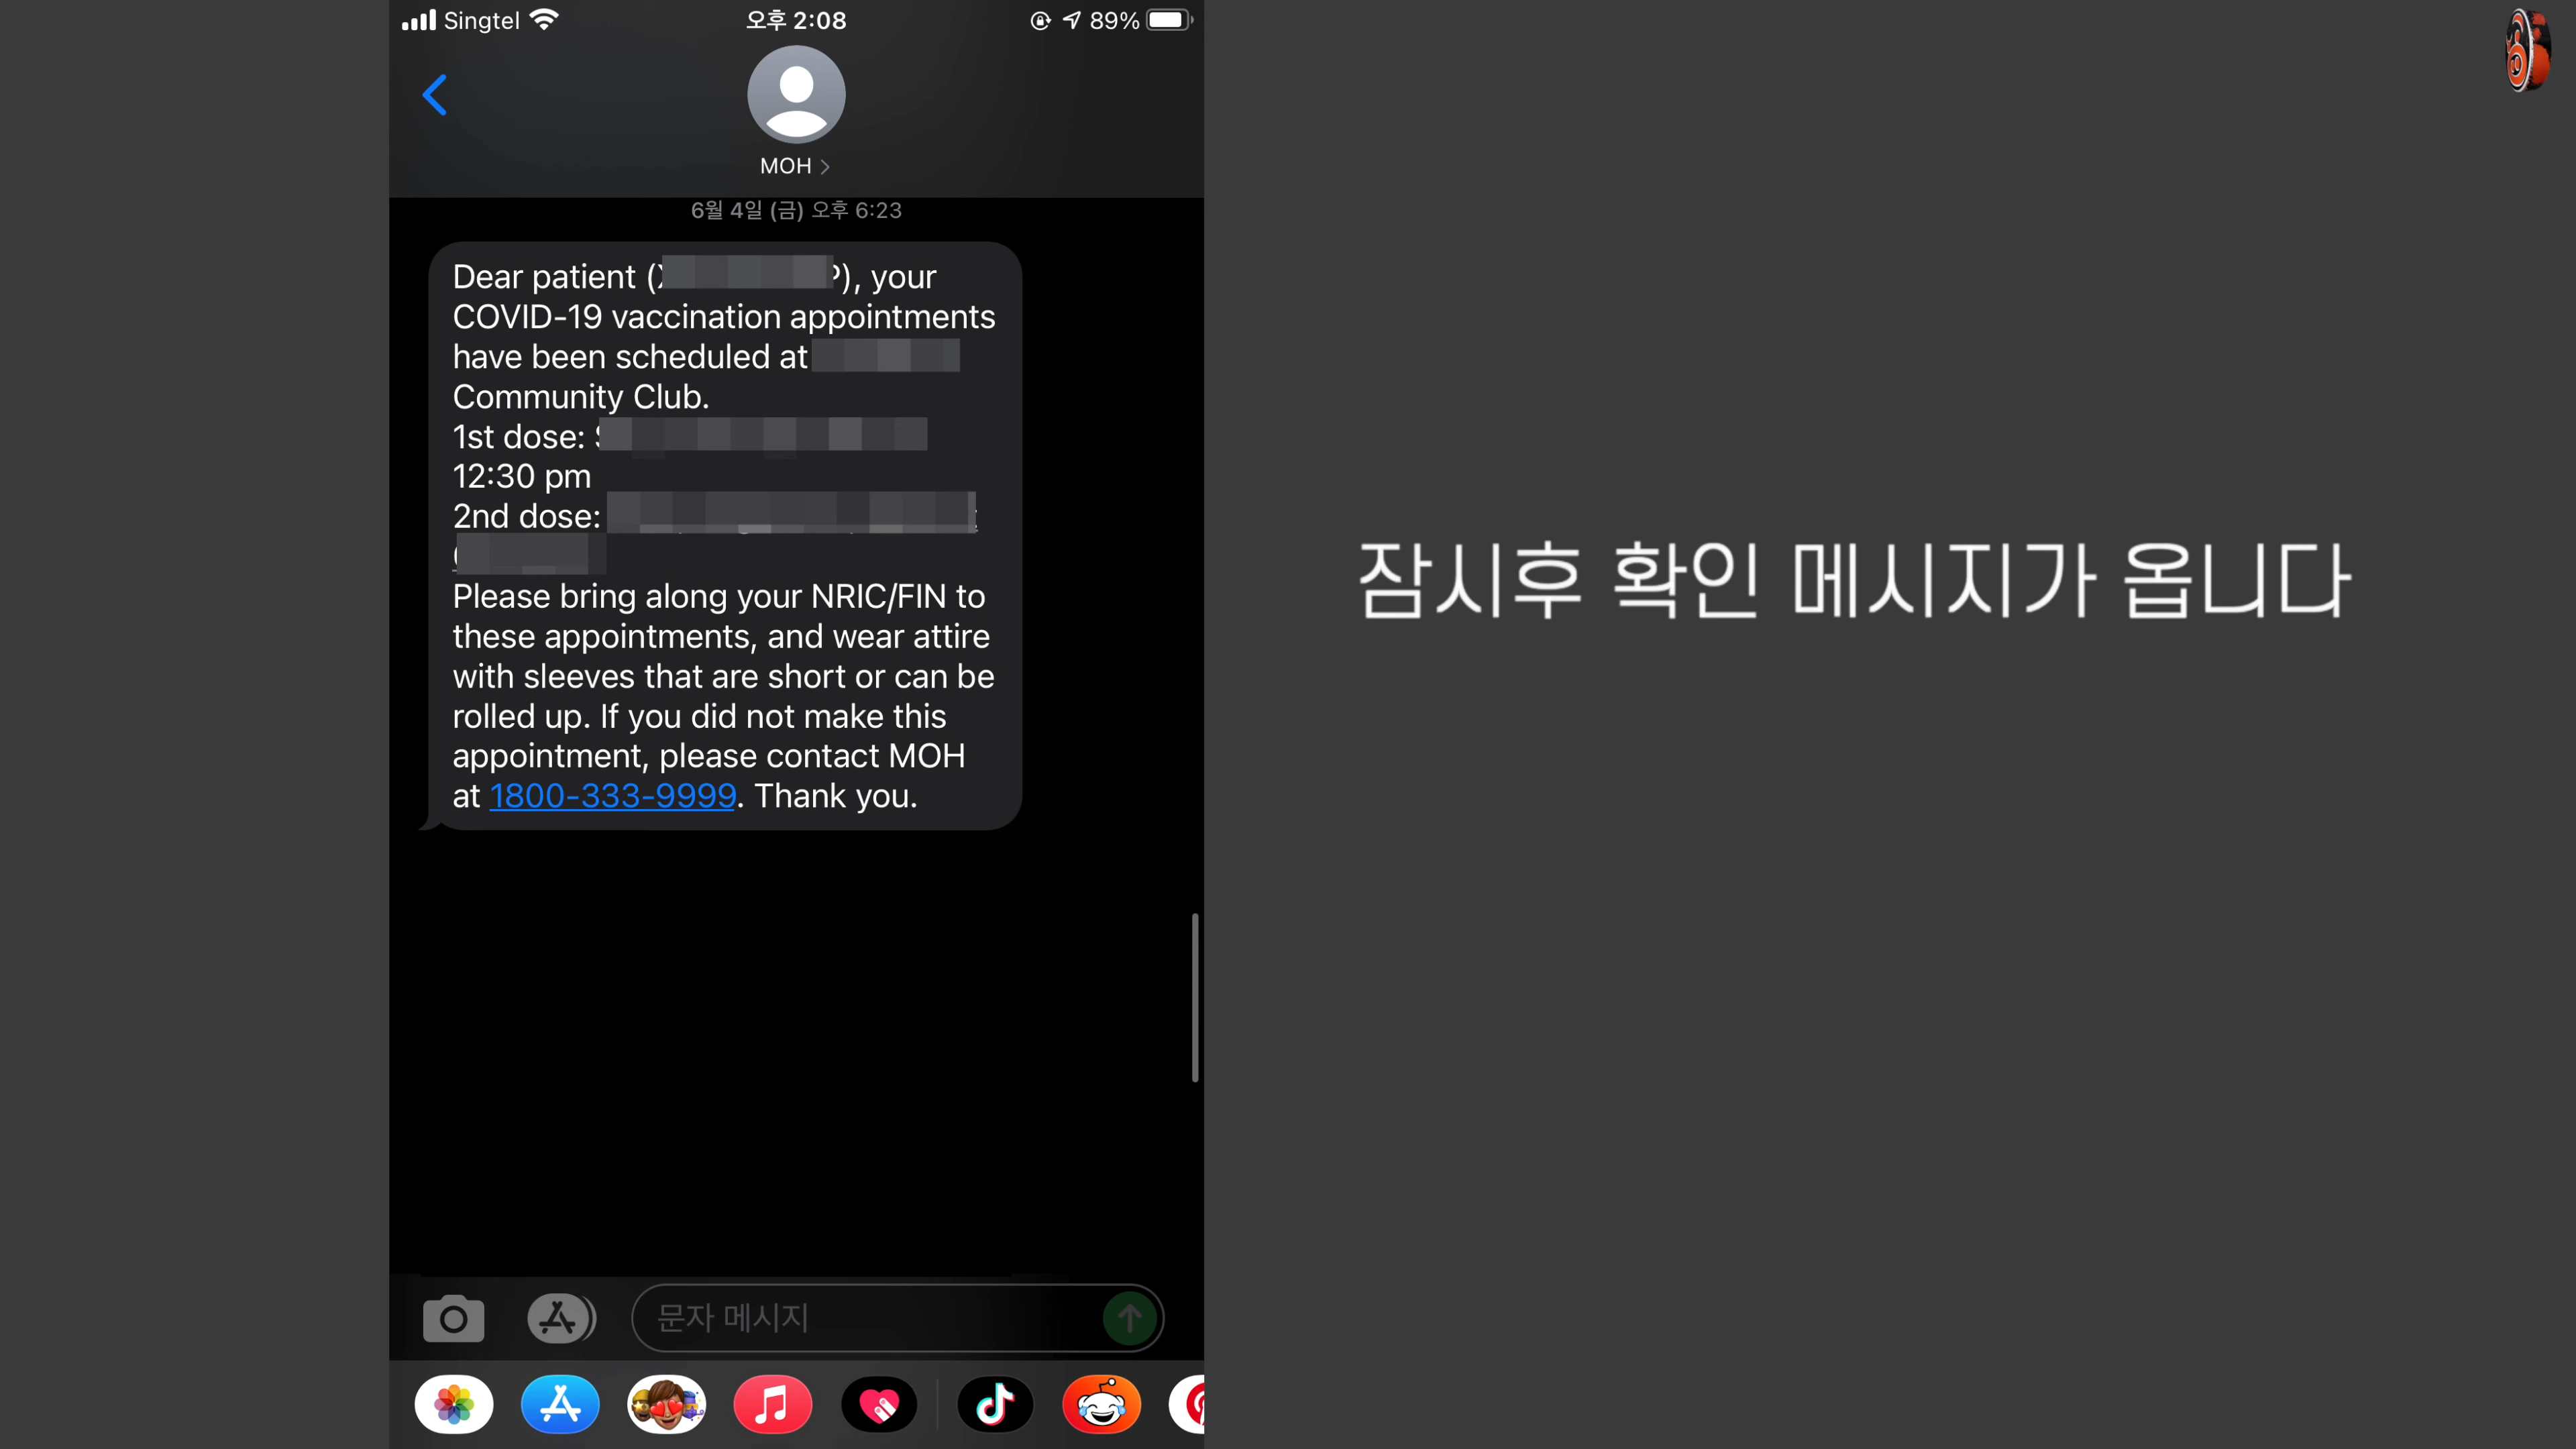 Singtel
오후 2:08
89%
MOH
6월 4일 (금) 오후 6:23
Dear patient (), your
COVID-19 vaccination appointments
have been scheduled at
Community Club.
1st dose:
12:30 pm
2nd dose:
Please bring along your NRIC/FIN to
these appointments, and wear attire
with sleeves that are short or can be
rolled up. If you did not make this
appointment, please contact MOH
at 1800-333-9999. Thank you.
문자 메시지
잠시후 확인 메시지가 옵니다